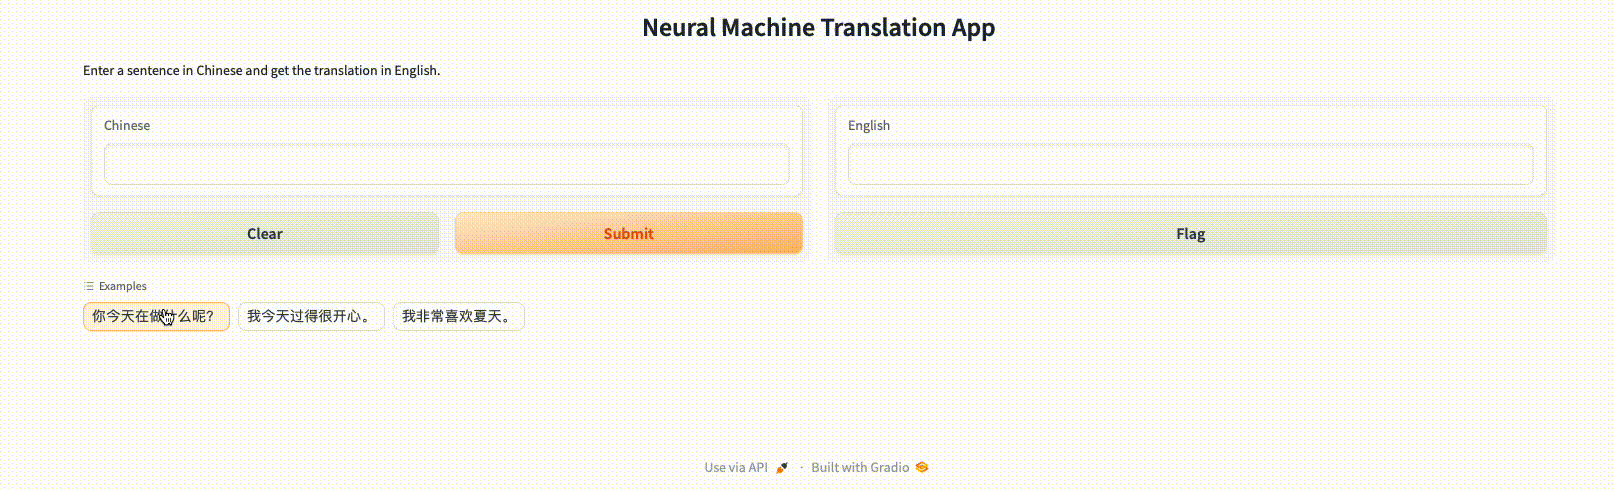 Neural Machine Translation App
Enter a sentence in Chinese and get the translation in English.
Chinese
English
Clear
Submit
Flag
Examples
你今天在做什么呢？
我今天过得很开心。
我非常喜欢夏天。
Use via API · Built with Gradio